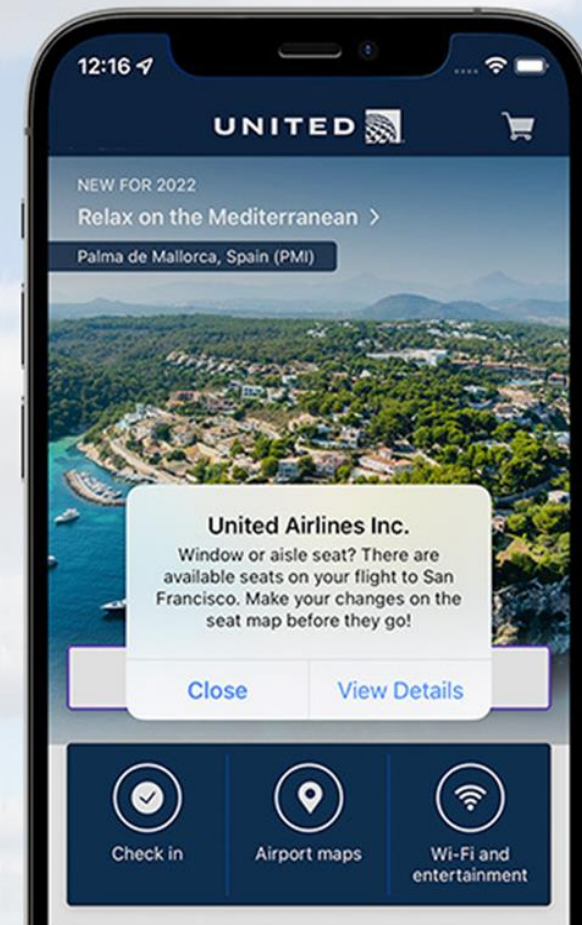 12:16
UNITED
NEW FOR 2022
Relax on the Mediterranean >
Palma de Mallorca, Spain (PMI)
United Airlines Inc.
Window or aisle seat? There are
available seats on your flight to San
Francisco. Make your changes on the
seat map before they go!
Close
View Details
Check in
Airport maps
Wi-Fi and
entertainment